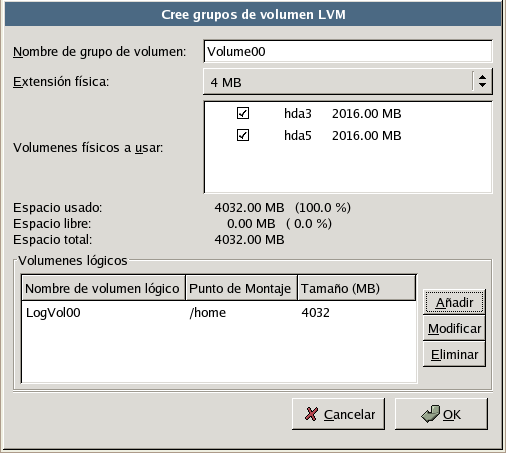 Cree grupos de volumen LVM
Nombre de grupo de volumen: Volume00
Extensión física: 4 MB
hda3 2016.00 MB
hda5 2016.00 MB
Volumenes físicos a usar:
Espacio usado: 4032.00 MB (100.0 %)
Espacio libre: 0.00 MB ( 0.0 %)
Espacio total: 4032.00 MB
Volumenes lógicos
Nombre de volumen lógico Punto de Montaje Tamaño (MB)
LogVol00 /home 4032
Añadir
Modificar
Eliminar
Cancelar OK